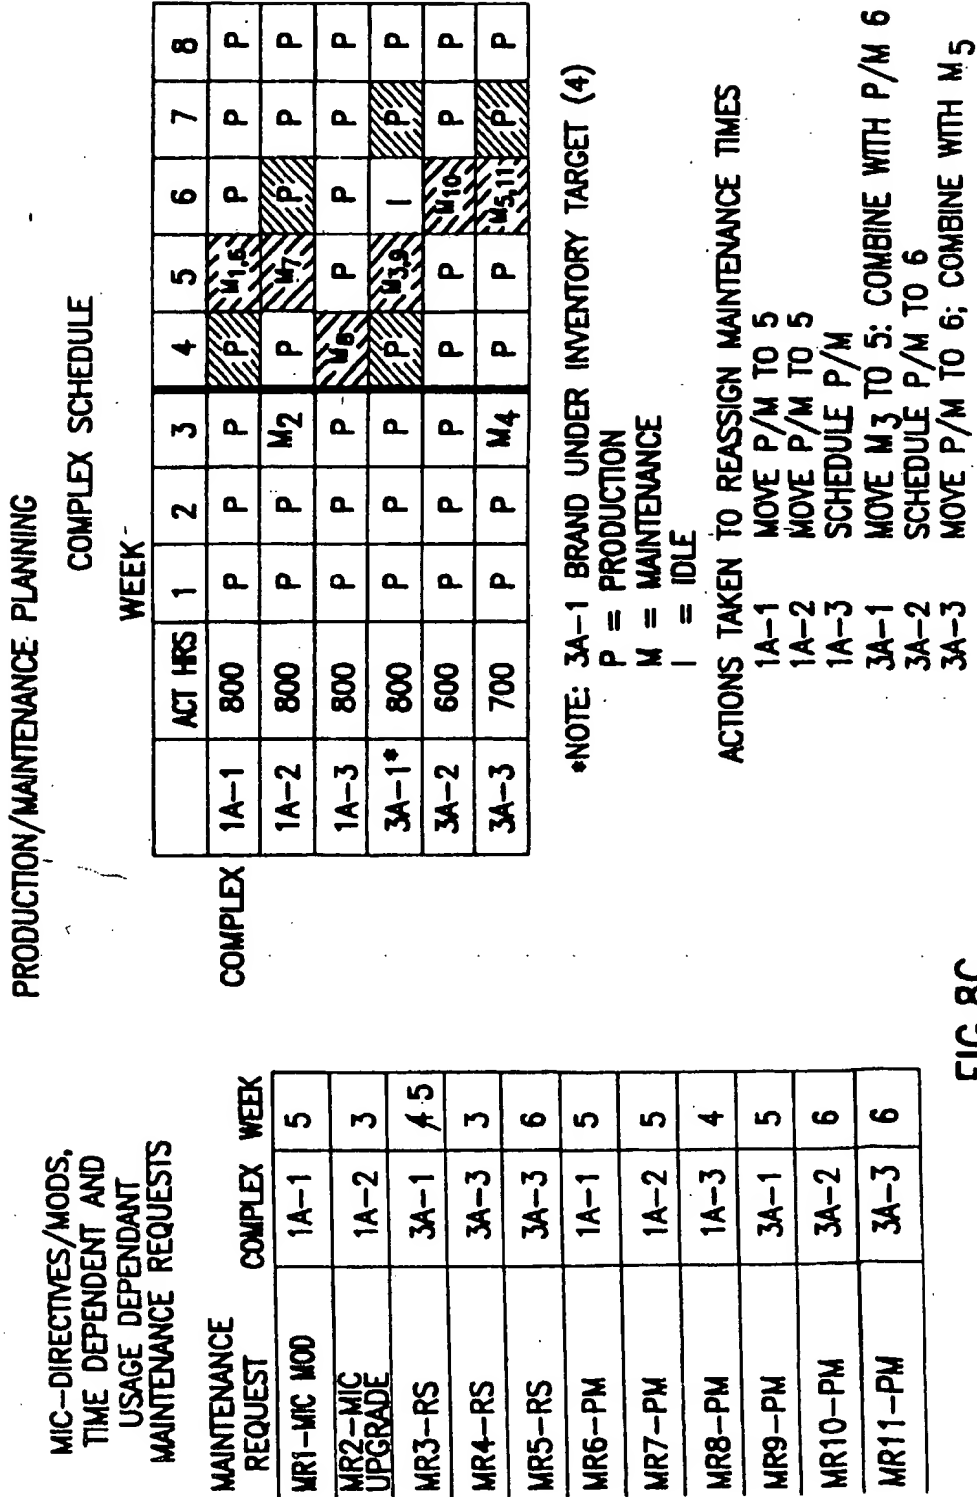 PRODUCTION/MAINTENANCE PLANNING
MIC-DIRECTIVES/MODS,
TIME DEPENDENT AND
USAGE DEPENDANT
MAINTENANCE REQUESTS
MAINTENANCE
REQUEST COMPLEX WEEK
MR1-MIC MOD 1A-1 5
MR2-MIC
UPGRADE 1A-2 3
MR3-RS 3A-1 4 5
MR4-RS 3A-3 3
MR5-RS 3A-3 6
MR6-PM 1A-1 5
MR7-PM 1A-2 5
MR8-PM 1A-3 4
MR9-PM 3A-1 5
MR10-PM 3A-2 6
MR11-PM 3A-3 6
COMPLEX SCHEDULE
WEEK
ACT HRS 1 2 3 4 5 6 7 8
COMPLEX
1A-1 800 P P P P' M1,6 P P P
1A-2 800 P P M2 P M7 P' P P
1A-3 800 P P P M8 P P P P
3A-1* 800 P P P P' M3,9 I P' P
3A-2 600 P P P P P M10 P P
3A-3 700 P P M4 P P M5,11 P' P
*NOTE: 3A-1 BRAND UNDER INVENTORY TARGET (4)
P = PRODUCTION
M = MAINTENANCE
I = IDLE
ACTIONS TAKEN TO REASSIGN MAINTENANCE TIMES
1A-1 MOVE P/M TO 5
1A-2 MOVE P/M TO 5
1A-3 SCHEDULE P/M
3A-1 MOVE M3 TO 5: COMBINE WITH P/M 6
3A-2 SCHEDULE P/M TO 6
3A-3 MOVE P/M TO 6; COMBINE WITH M5
FIG.8C